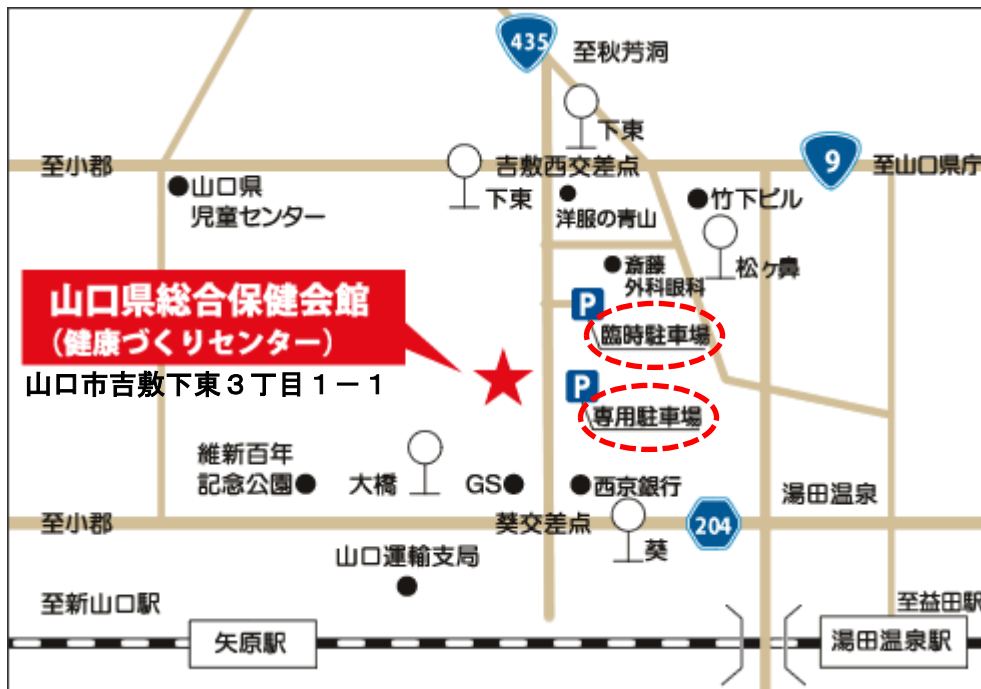 435
至秋芳洞
下東
至小郡
吉敷西交差点
9
至山口県庁
山口県
児童センター
下東
洋服の青山
竹下ビル
松ヶ鼻
斎藤
外科眼科
山口県総合保健会館
(健康づくりセンター)
P
臨時駐車場
山口市吉敷下東3丁目1-1
P
専用駐車場
維新百年
記念公園
大橋
GS
西京銀行
湯田温泉
至小郡
葵交差点
204
葵
山口運輸支局
至新山口駅
至益田駅
矢原駅
湯田温泉駅